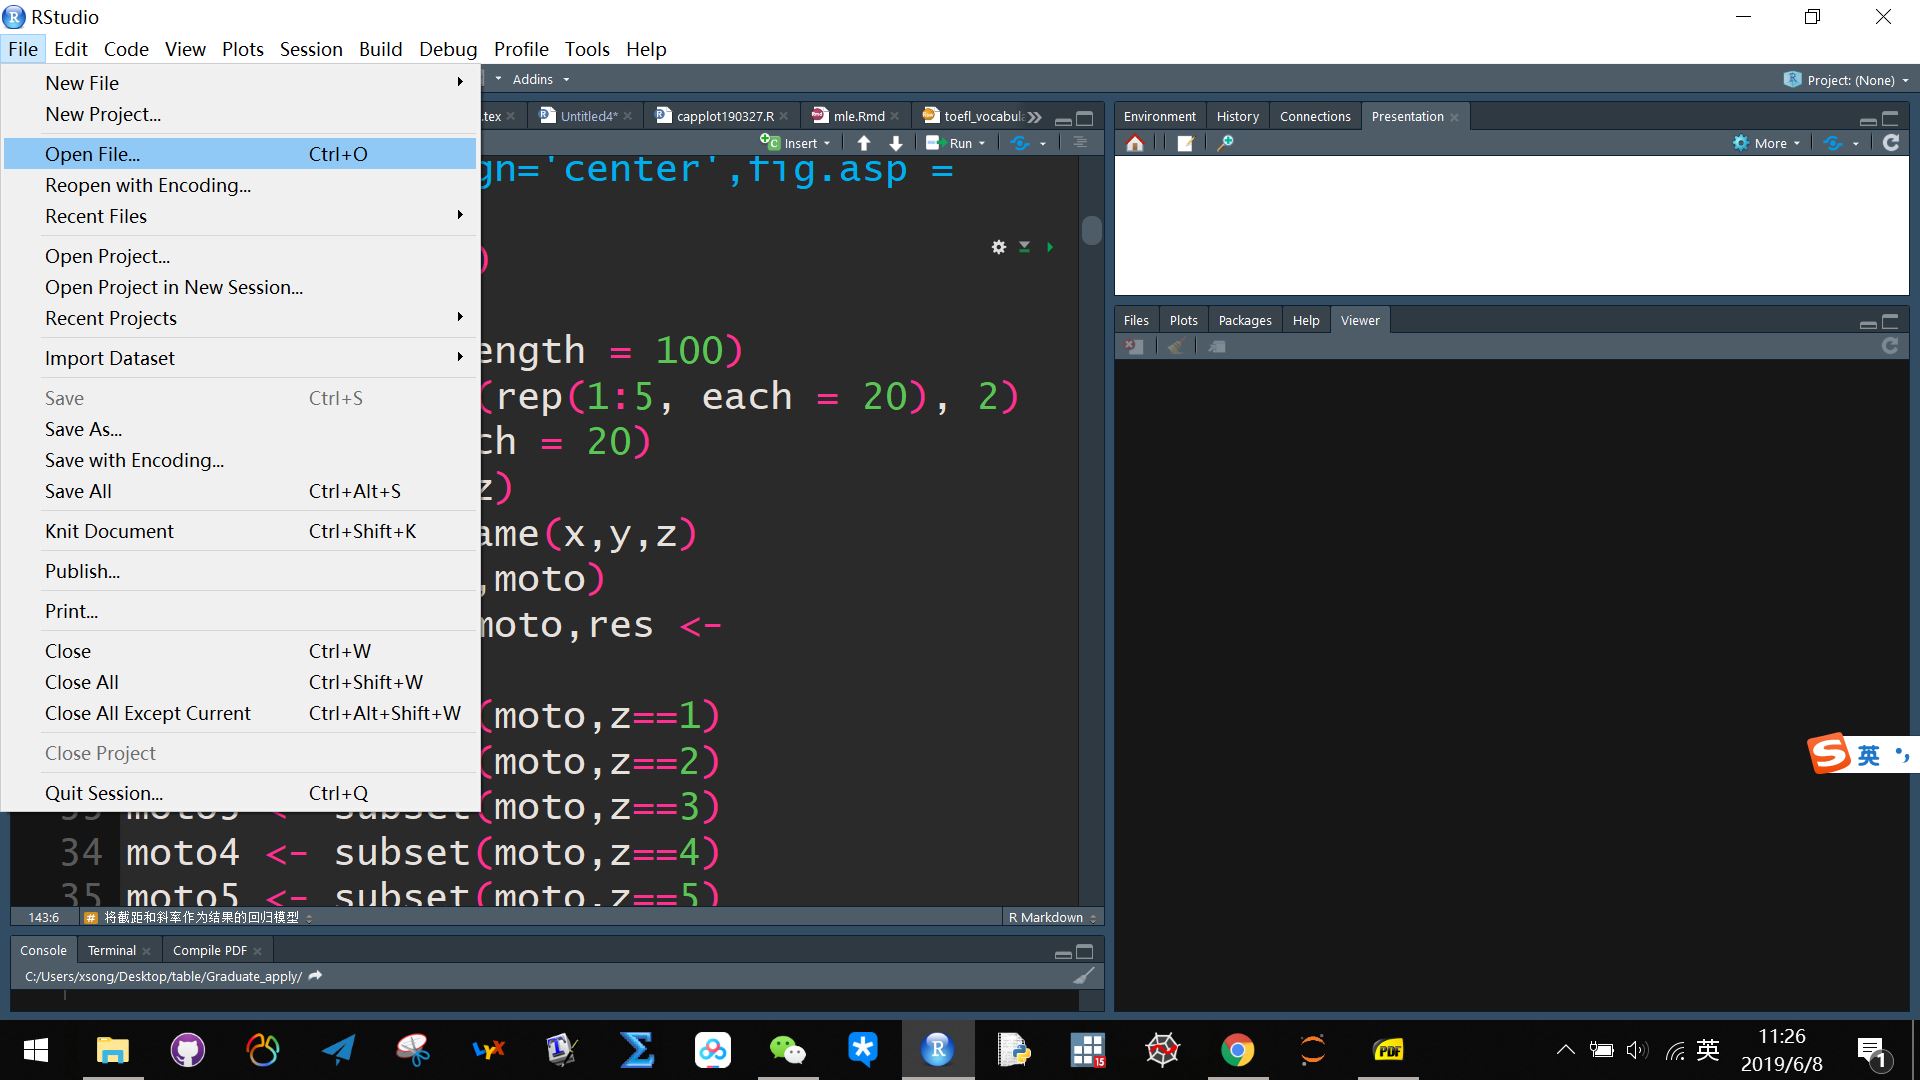 RStudio
File Edit Code View Plots Session Build Debug Profile Tools Help
New File
New Project...
Open File... Ctrl+O
Reopen with Encoding...
Recent Files
Open Project...
Open Project in New Session...
Recent Projects
Import Dataset
Save Ctrl+S
Save As...
Save with Encoding...
Save All Ctrl+Alt+S
Knit Document Ctrl+Shift+K
Publish...
Print...
Close Ctrl+W
Close All Ctrl+Shift+W
Close All Except Current Ctrl+Alt+Shift+W
Close Project
Quit Session... Ctrl+Q
Addins
Project: (None)
.tex Untitled4* capplot190327.R mle.Rmd toefl_vocabul
Insert Run
gn='center',fig.asp =
)
ength = 100)
(rep(1:5, each = 20), 2)
ch = 20)
z)
ame(x,y,z)
,moto)
moto,res <-
(moto,z==1)
(moto,z==2)
33 moto3 <- subset(moto,z==3)
34 moto4 <- subset(moto,z==4)
35 moto5 <- subset(moto,z==5)
143:6 # 将截距和斜率作为结果的回归模型 R Markdown
Console Terminal Compile PDF
C:/Users/xsong/Desktop/table/Graduate_apply/
Environment History Connections Presentation
More
Files Plots Packages Help Viewer
S 英
LyX
T
Σ
R
15
PDF
英
11:26
2019/6/8
1